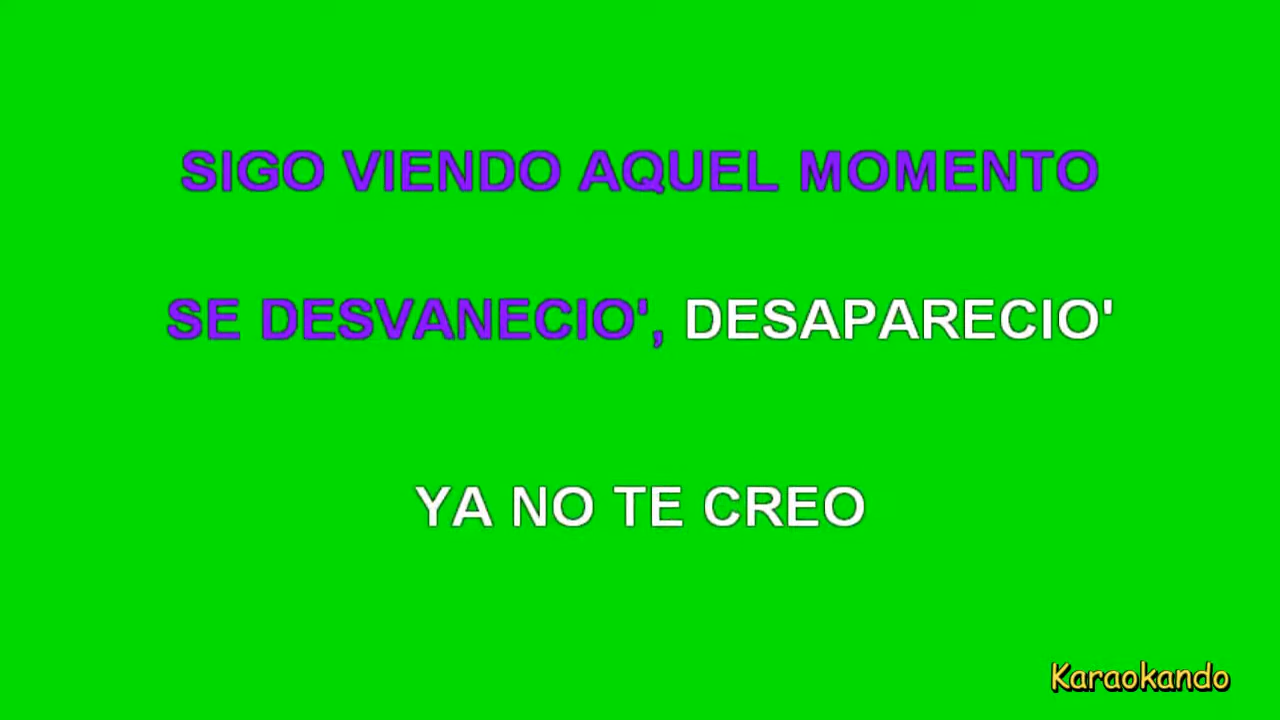 SIGO VIENDO AQUEL MOMENTO
SE DESVANECIO', DESAPARECIO'
YA NO TE CREO
Karaokando